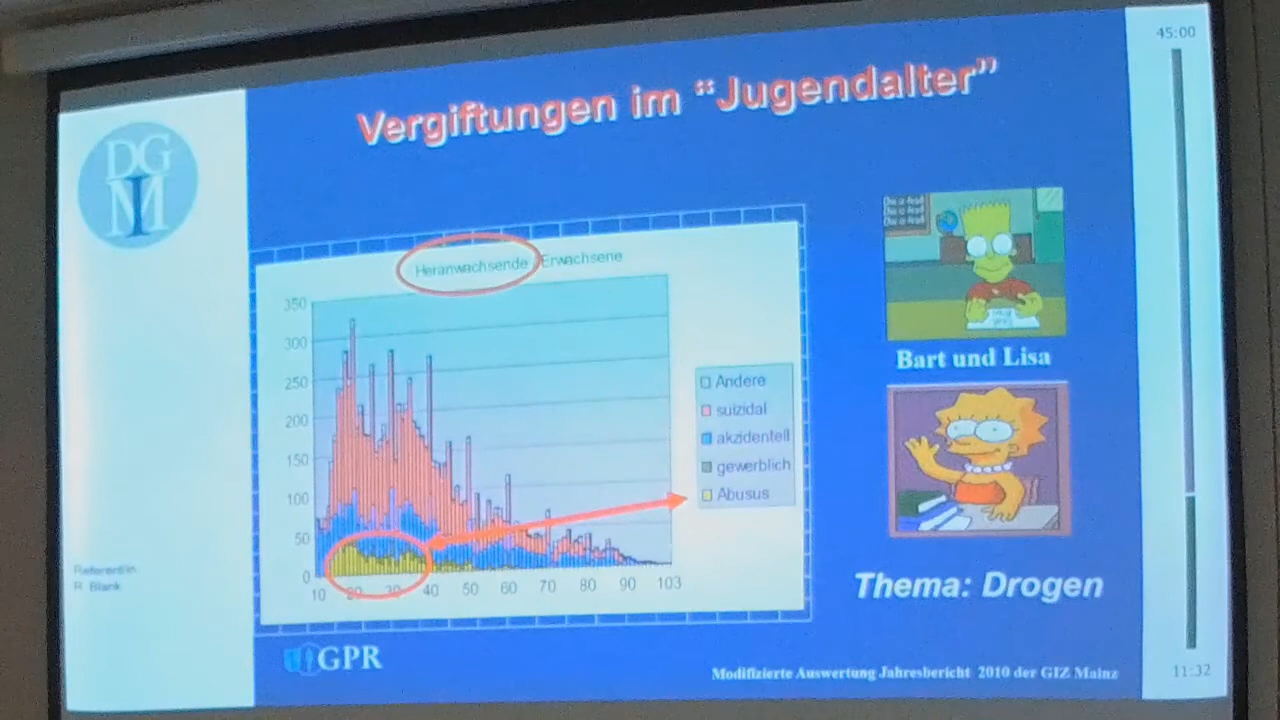 45:00
Vergiftungen im “Jugendalter”
DG
IM
Heranwachsende Erwachsene
350
300
250
200
150
100
50
0
10 20 30 40 50 60 70 80 90 103
Andere
suizidal
akzidentell
gewerblich
Abusus
Bart und Lisa
Thema: Drogen
Referent/in
R. Blank
GPR
Modifizierte Auswertung Jahresbericht 2010 der GIZ Mainz
11:32